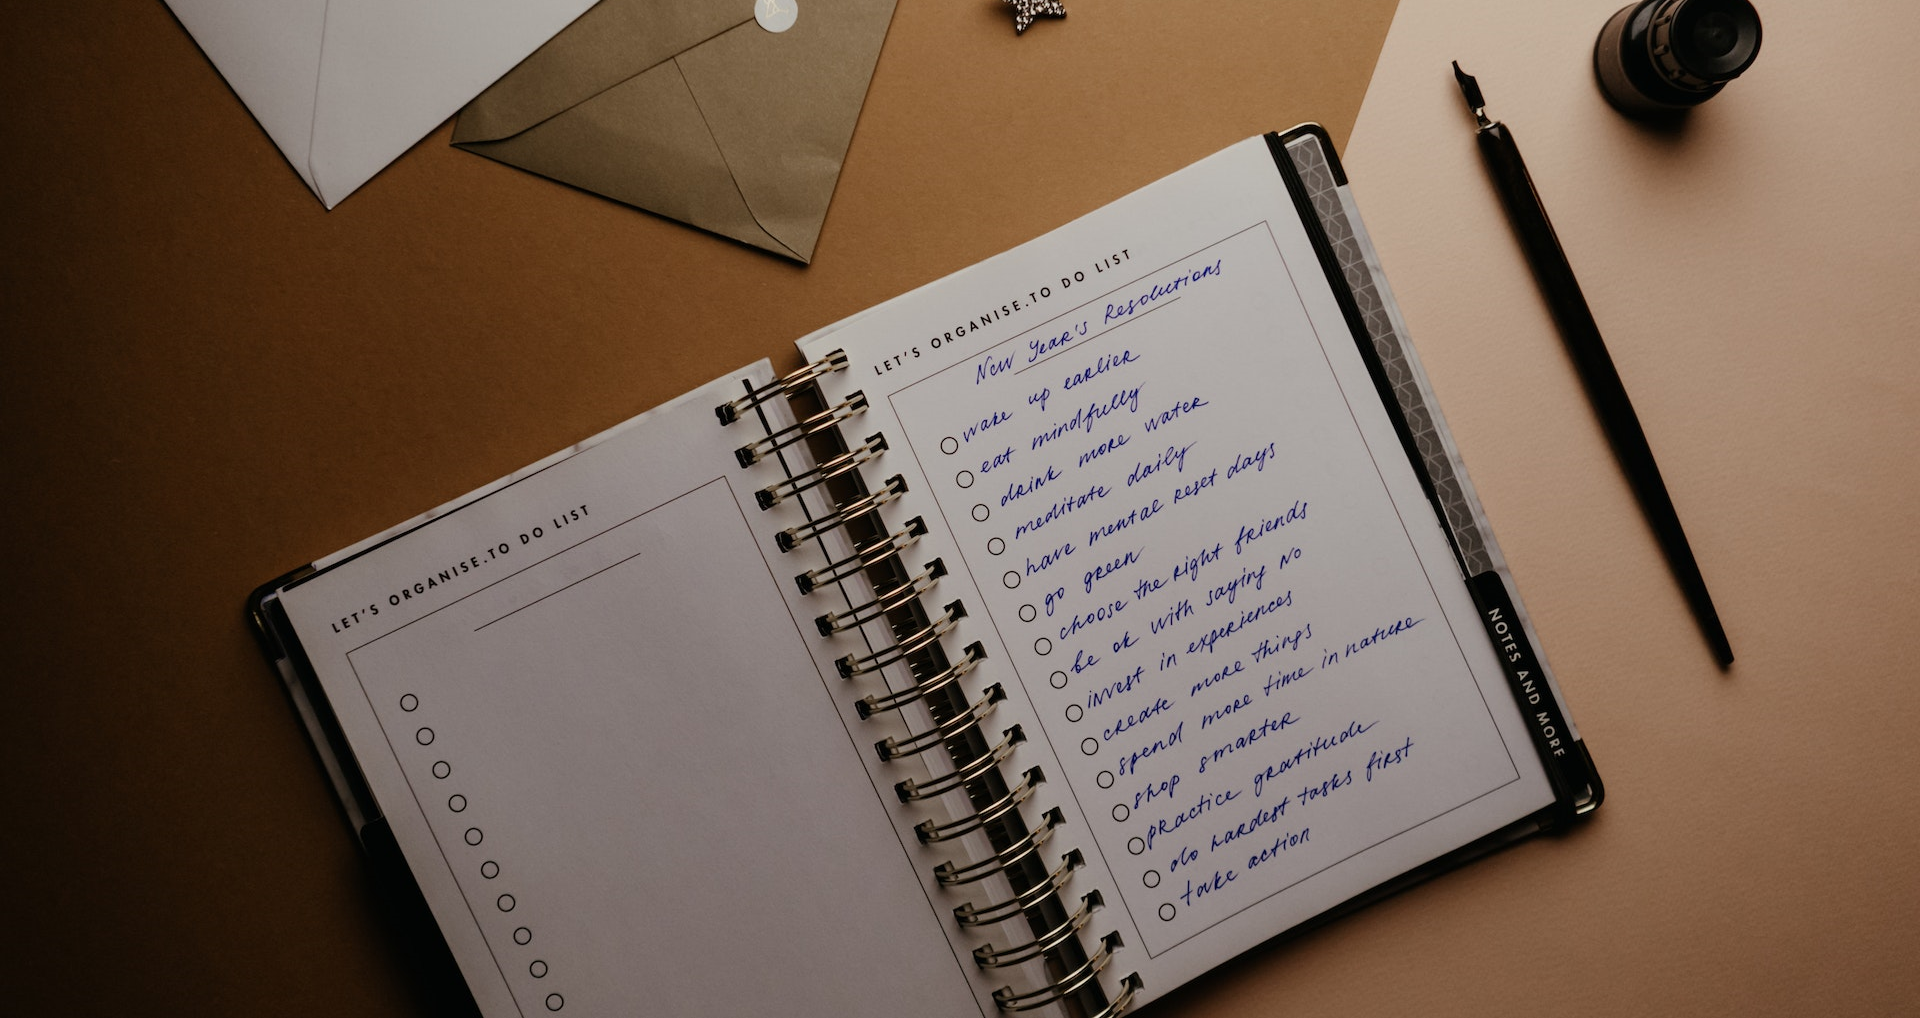 LET'S ORGANISE.TO DO LIST
LET'S ORGANISE.TO DO LIST
New Year's Resolutions
wake up earlier
eat mindfully
drink more water
meditate daily
have mental reset days
go green
choose the right friends
be ok with saying no
invest in experiences
create more things
spend more time in nature
shop smarter
practice gratitude
do hardest tasks first
take action
NOTES AND MORE